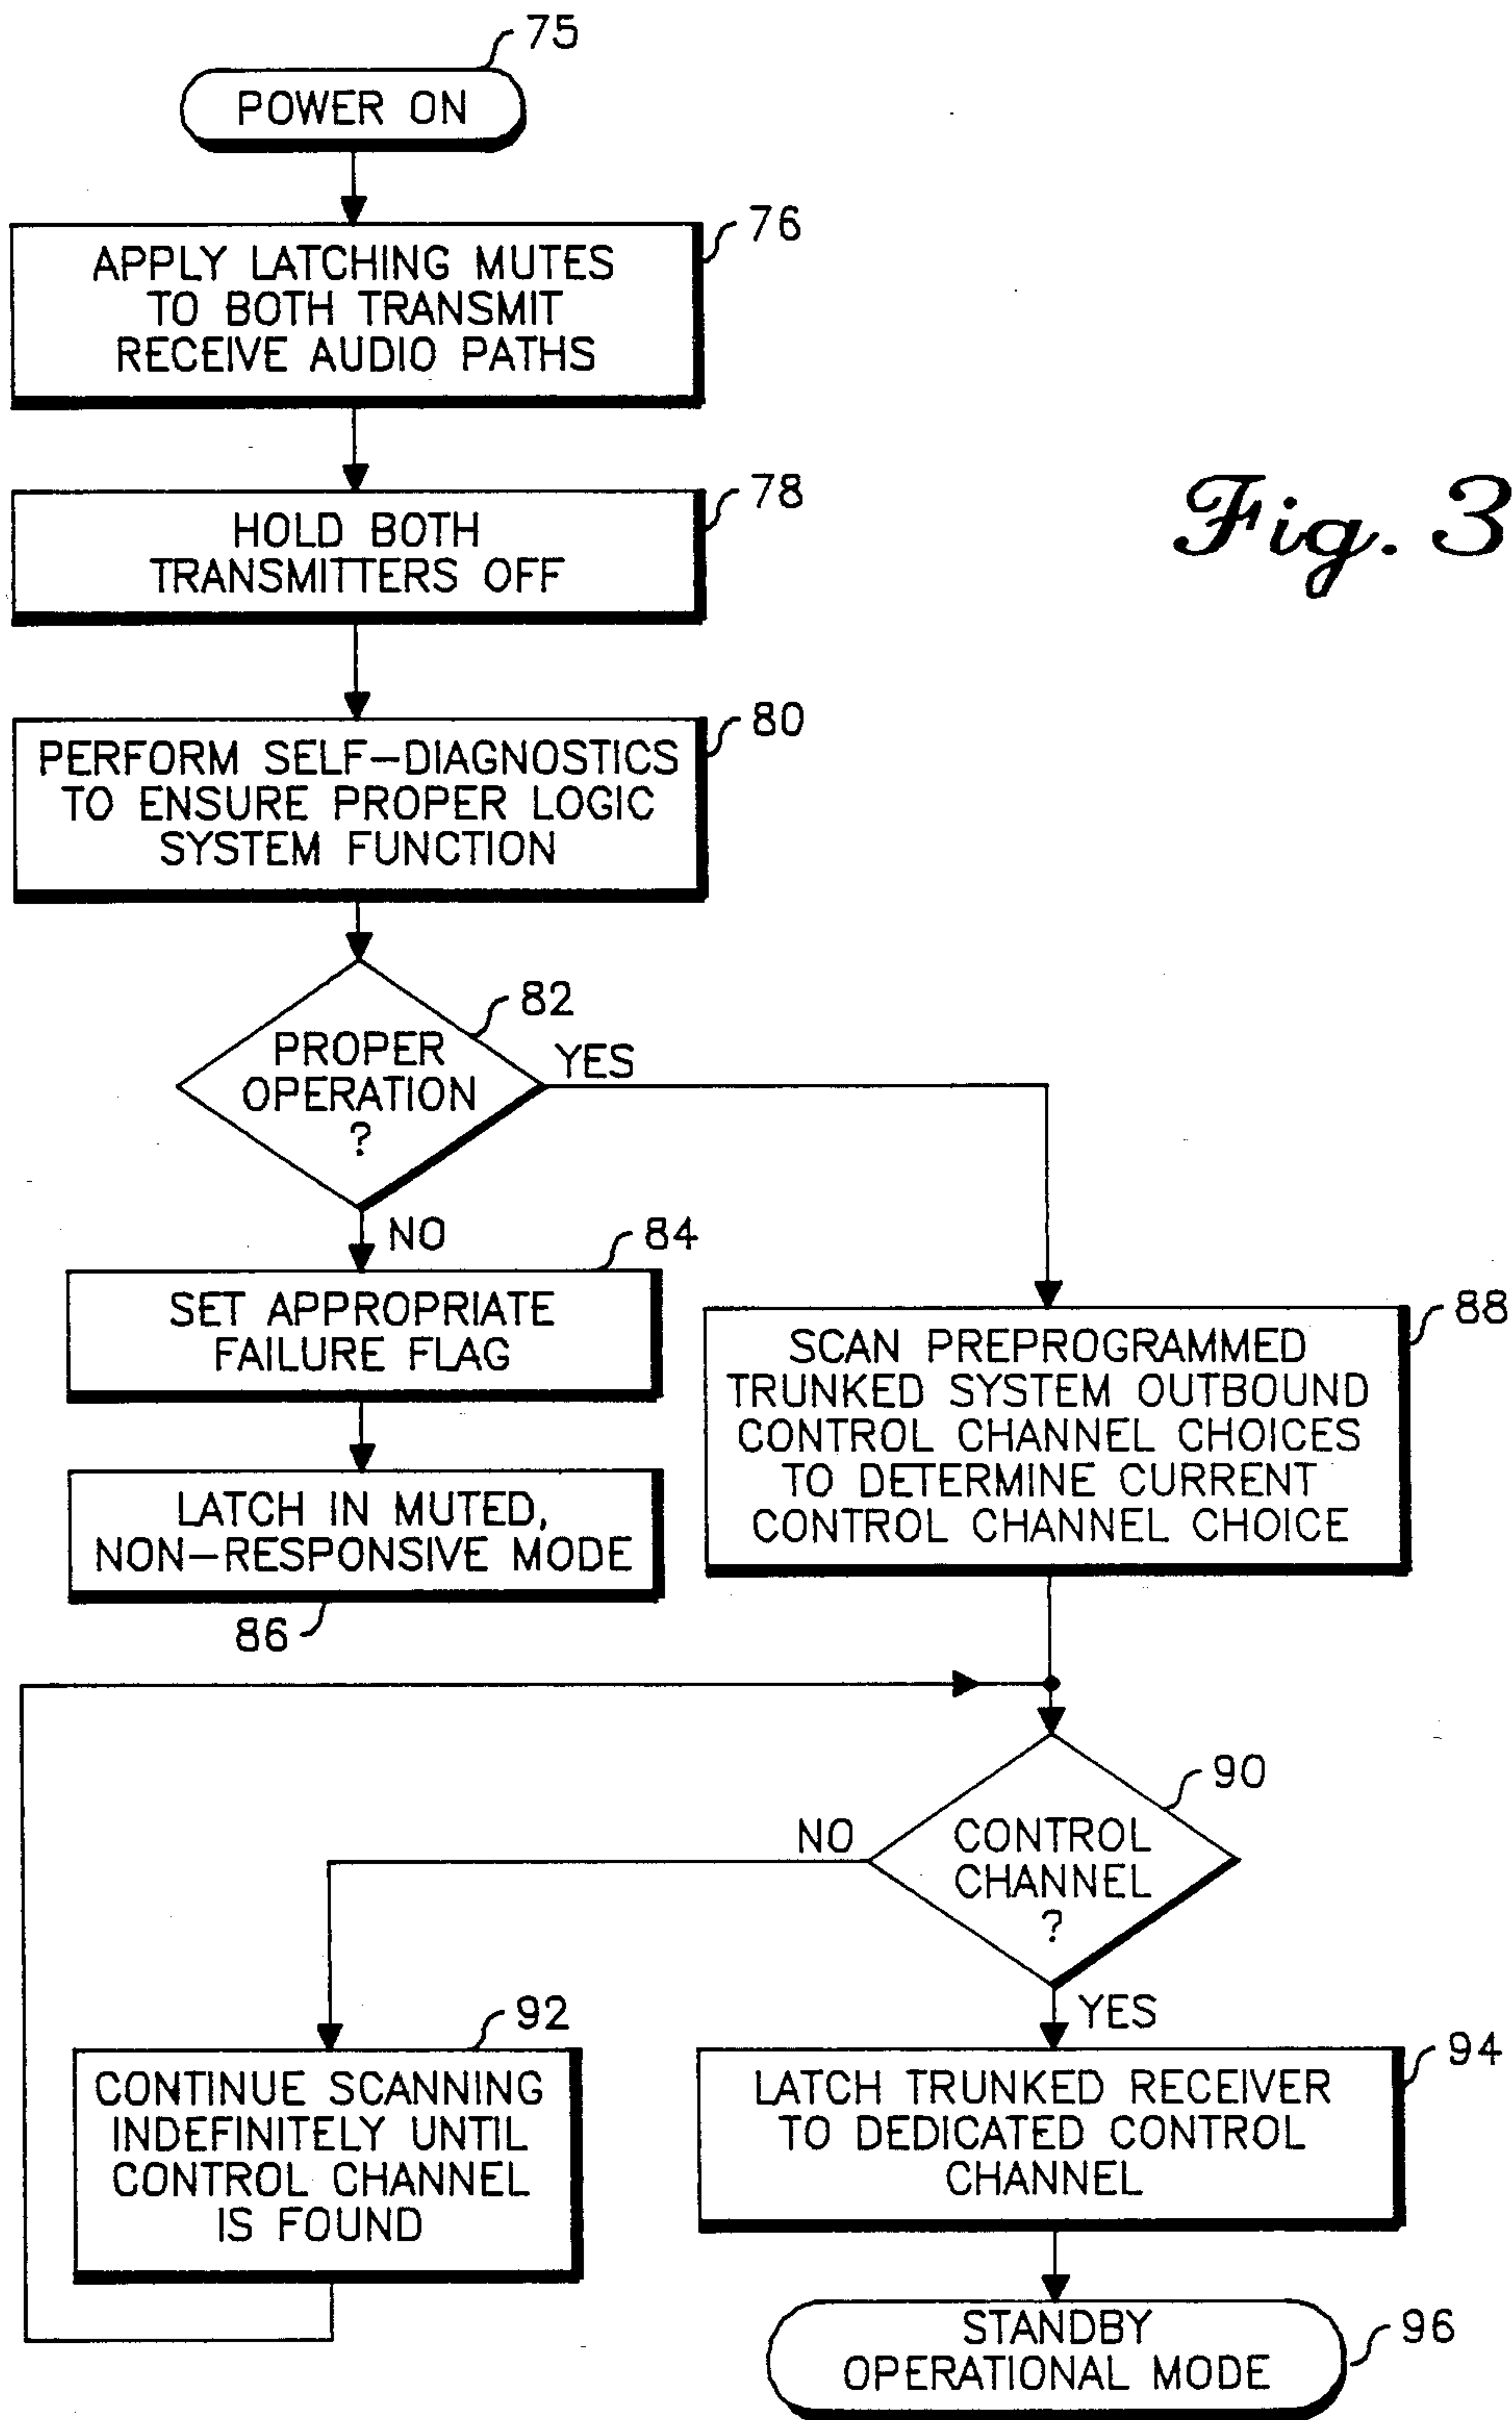 75
POWER ON
76
APPLY LATCHING MUTES
TO BOTH TRANSMIT
RECEIVE AUDIO PATHS
78
HOLD BOTH
TRANSMITTERS OFF
Fig. 3
80
PERFORM SELF-DIAGNOSTICS
TO ENSURE PROPER LOGIC
SYSTEM FUNCTION
82
PROPER
OPERATION
?
YES
NO
84
SET APPROPRIATE
FAILURE FLAG
LATCH IN MUTED,
NON-RESPONSIVE MODE
86
88
SCAN PREPROGRAMMED
TRUNKED SYSTEM OUTBOUND
CONTROL CHANNEL CHOICES
TO DETERMINE CURRENT
CONTROL CHANNEL CHOICE
90
CONTROL
CHANNEL
?
NO
YES
92
CONTINUE SCANNING
INDEFINITELY UNTIL
CONTROL CHANNEL
IS FOUND
94
LATCH TRUNKED RECEIVER
TO DEDICATED CONTROL
CHANNEL
STANDBY
OPERATIONAL MODE
96